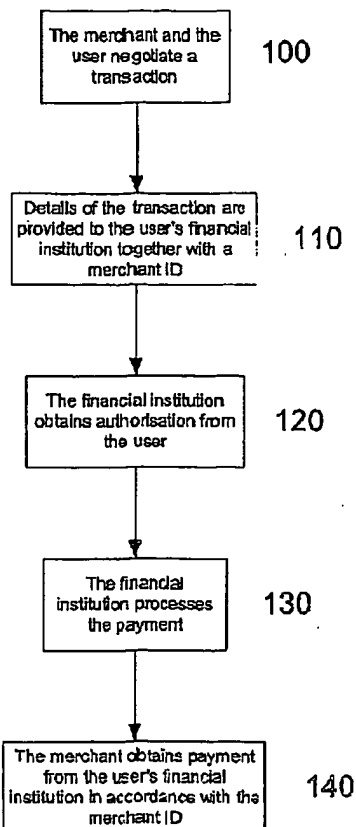 The merchant and the
user negotiate a
transaction
100
Details of the transaction are
provided to the user's financial
institution together with a
merchant ID
110
The financial institution
obtains authorisation from
the user
120
The financial
institution processes
the payment
130
The merchant obtains payment
from the user's financial
institution in accordance with the
merchant ID
140